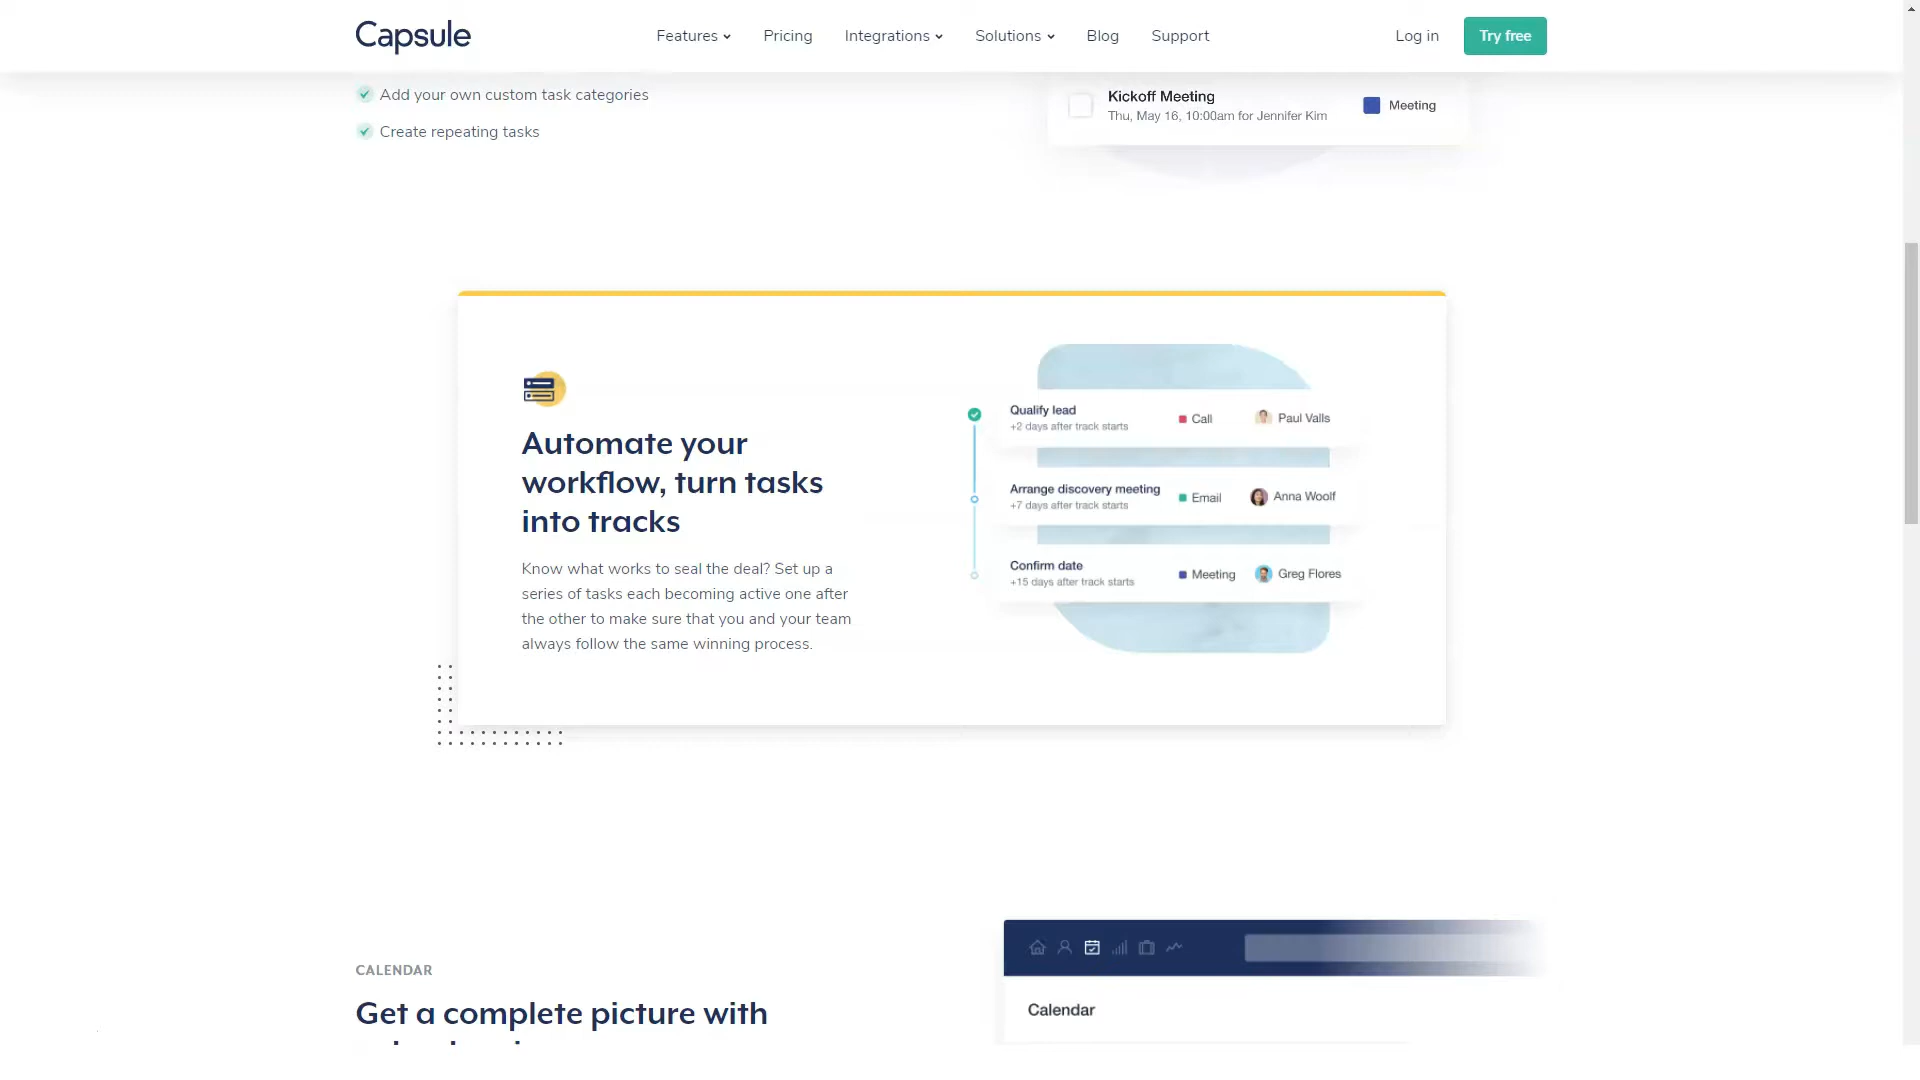 Capsule
Features
Pricing
Integrations
Solutions
Blog
Support
Log in
Try free
Add your own custom task categories
Create repeating tasks
Kickoff Meeting
Thu, May 16, 10:00am for Jennifer Kim
Meeting
Automate your
workflow, turn tasks
into tracks
Know what works to seal the deal? Set up a
series of tasks each becoming active one after
the other to make sure that you and your team
always follow the same winning process.
Qualify lead
+2 days after track starts
Call
Paul Valls
Arrange discovery meeting
+7 days after track starts
Email
Anna Woolf
Confirm date
+15 days after track starts
Meeting
Greg Flores
CALENDAR
Get a complete picture with
Calendar